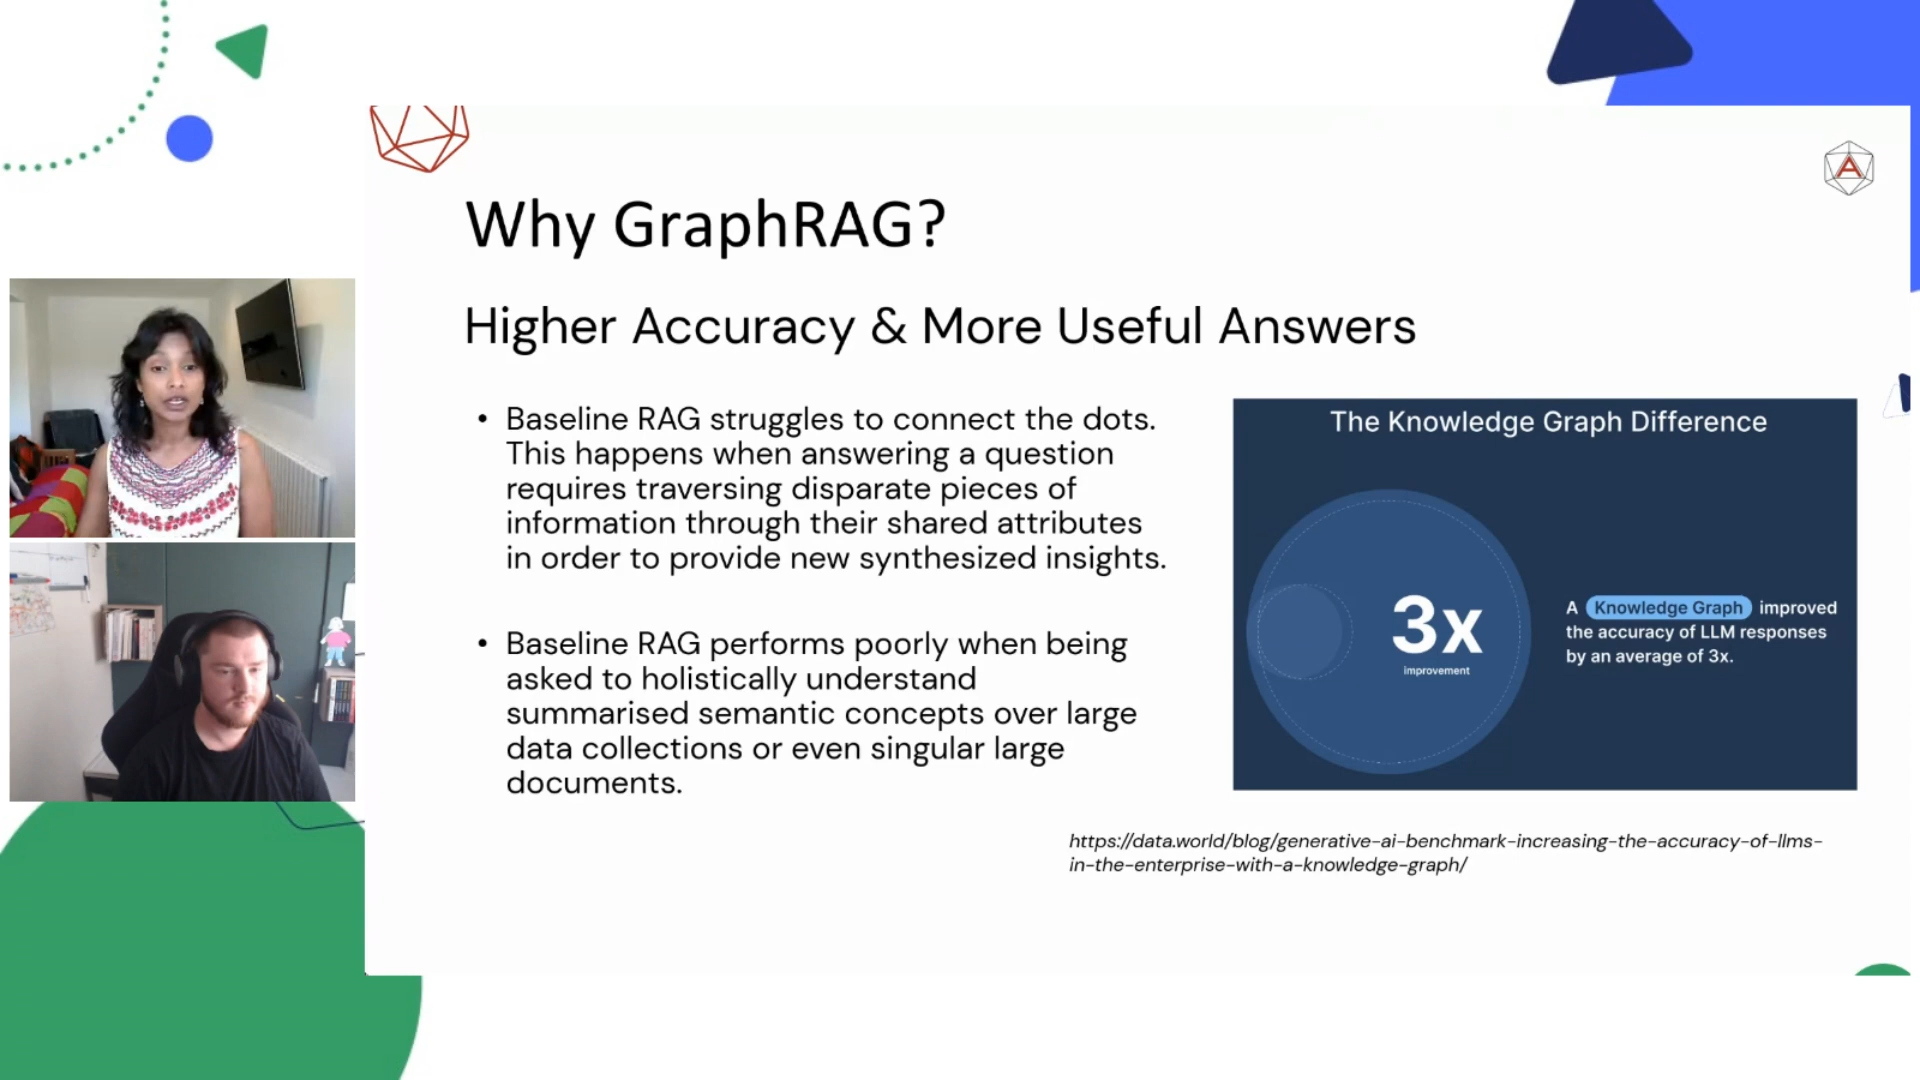 Why GraphRAG?
Higher Accuracy & More Useful Answers
• Baseline RAG struggles to connect the dots.
This happens when answering a question
requires traversing disparate pieces of
information through their shared attributes
in order to provide new synthesized insights.
• Baseline RAG performs poorly when being
asked to holistically understand
summarised semantic concepts over large
data collections or even singular large
documents.
The Knowledge Graph Difference
3x
improvement
A Knowledge Graph improved
the accuracy of LLM responses
by an average of 3x.
https://data.world/blog/generative-ai-benchmark-increasing-the-accuracy-of-llms-
in-the-enterprise-with-a-knowledge-graph/
A